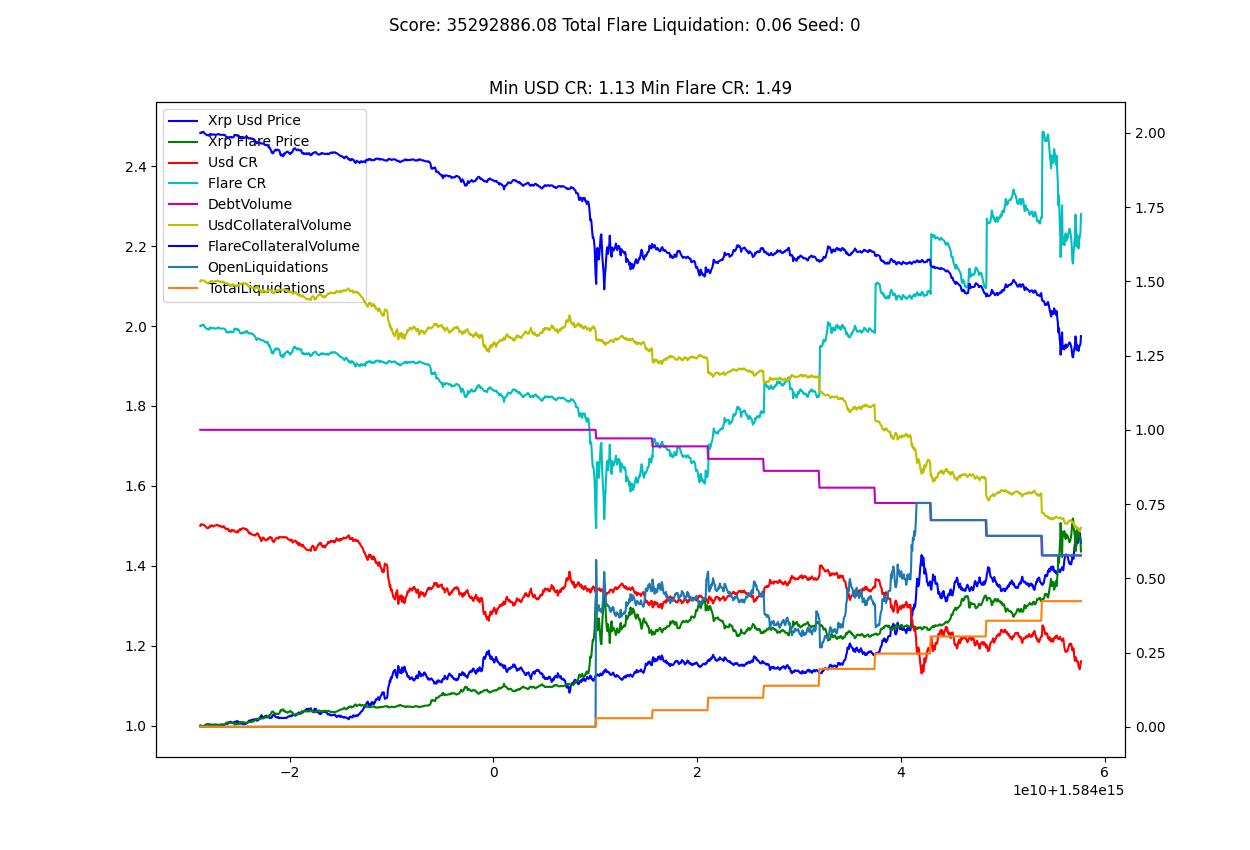 Score: 35292886.08 Total Flare Liquidation: 0.06 Seed: 0
Min USD CR: 1.13 Min Flare CR: 1.49
Xrp Usd Price
Xrp Flare Price
Usd CR
Flare CR
DebtVolume
UsdCollateralVolume
FlareCollateralVolume
OpenLiquidations
TotalLiquidations
2.4
2.2
2.0
1.8
1.6
1.4
1.2
1.0
2.00
1.75
1.50
1.25
1.00
0.75
0.50
0.25
0.00
−2 0 2 4 6
1e10+1.584e15